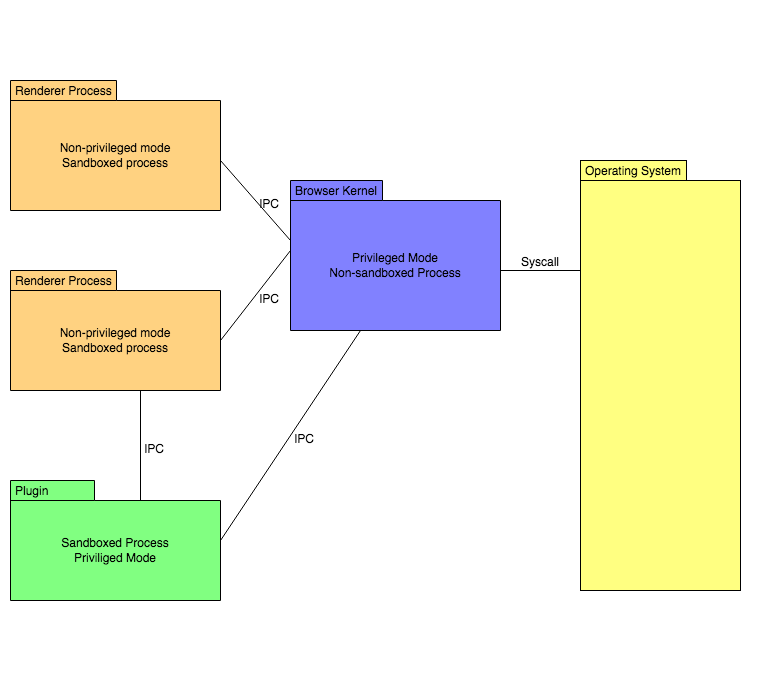 Renderer Process
Non-privileged mode
Sandboxed process
IPC
Browser Kernel
Privileged Mode
Non-sandboxed Process
Operating System
Syscall
Renderer Process
Non-privileged mode
Sandboxed process
IPC
IPC
IPC
Plugin
Sandboxed Process
Priviliged Mode